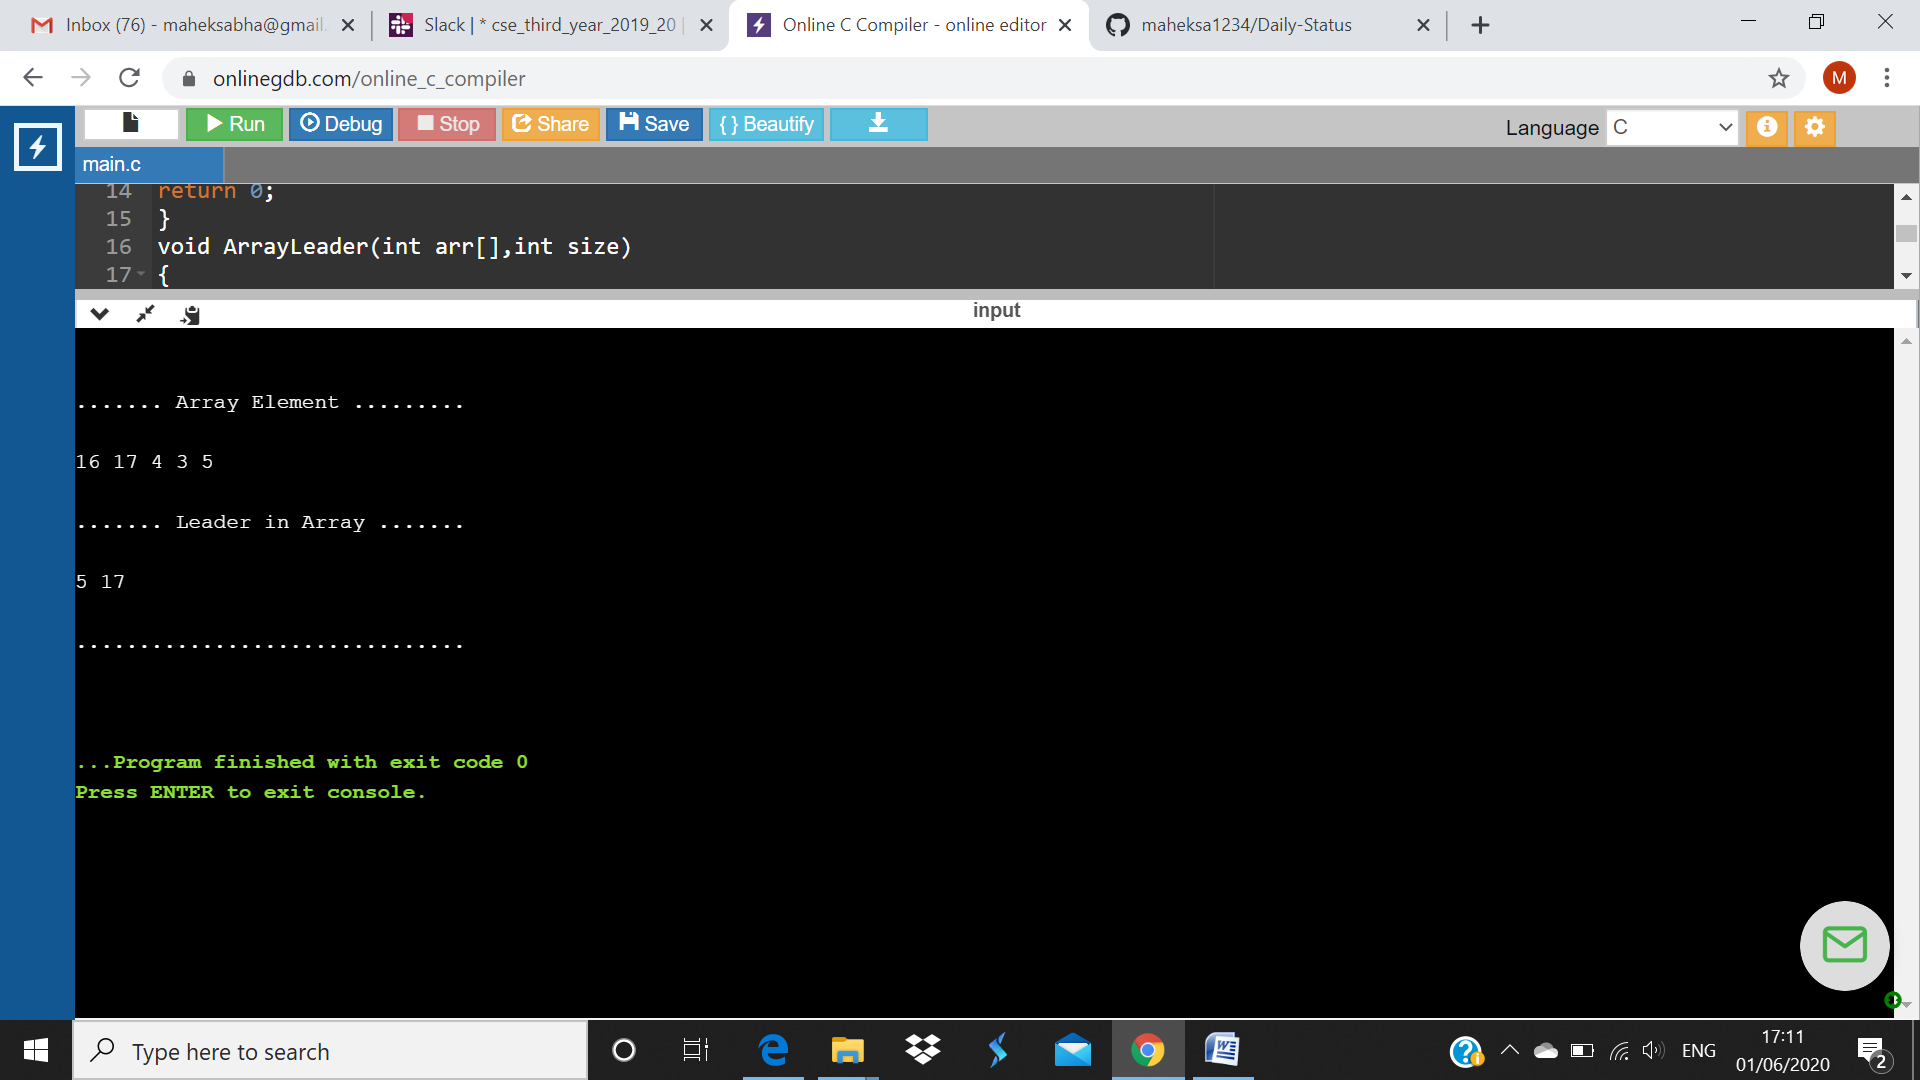 Inbox (76) - maheksabha@gmail.
Slack | * cse_third_year_2019_20 |
Online C Compiler - online editor
maheksa1234/Daily-Status
onlinegdb.com/online_c_compiler
M
Run
Debug
Stop
Share
Save
{ } Beautify
Language C
main.c
14 return 0;
15 }
16 void ArrayLeader(int arr[],int size)
17 {
input
....... Array Element .........
16 17 4 3 5
....... Leader in Array .......
5 17
...............................
...Program finished with exit code 0
Press ENTER to exit console.
Type here to search
ENG
17:11
01/06/2020
2